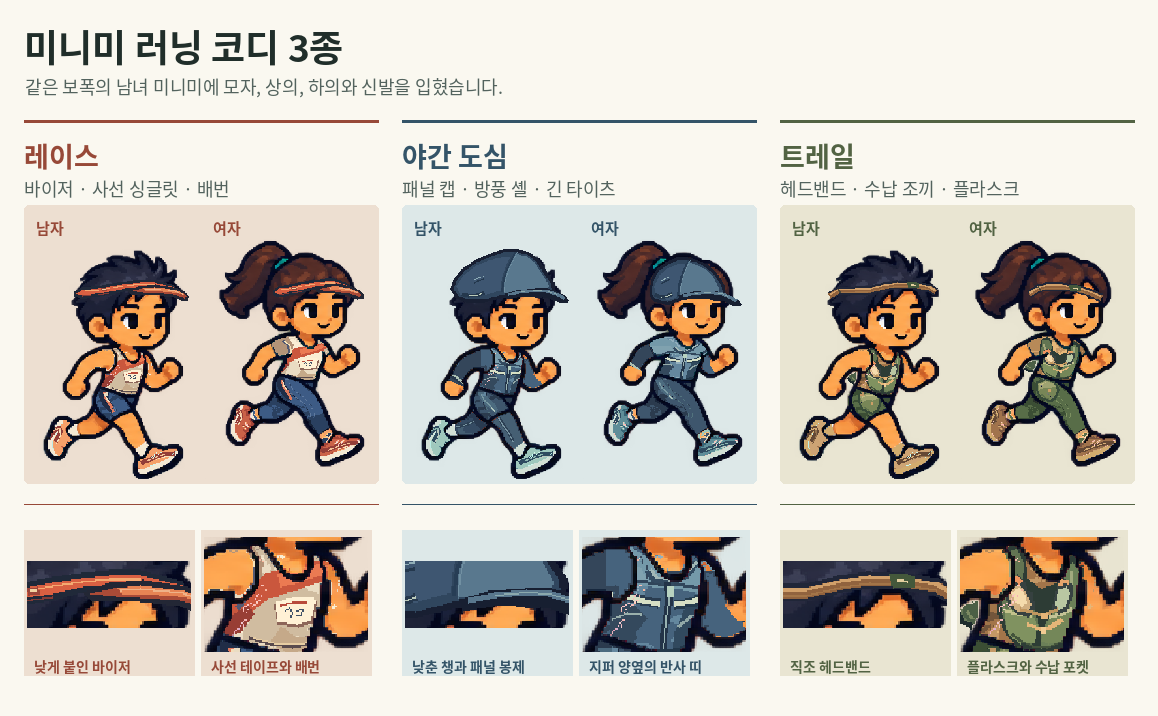 미니미 러닝 코디 3종
같은 보폭의 남녀 미니미에 모자, 상의, 하의와 신발을 입혔습니다.
레이스
바이저 · 사선 싱글릿 · 배번
남자
여자
낮게 붙인 바이저
사선 테이프와 배번
야간 도심
패널 캡 · 방풍 셸 · 긴 타이츠
남자
여자
낮춘 챙과 패널 봉제
지퍼 양옆의 반사 띠
트레일
헤드밴드 · 수납 조끼 · 플라스크
남자
여자
직조 헤드밴드
플라스크와 수납 포켓